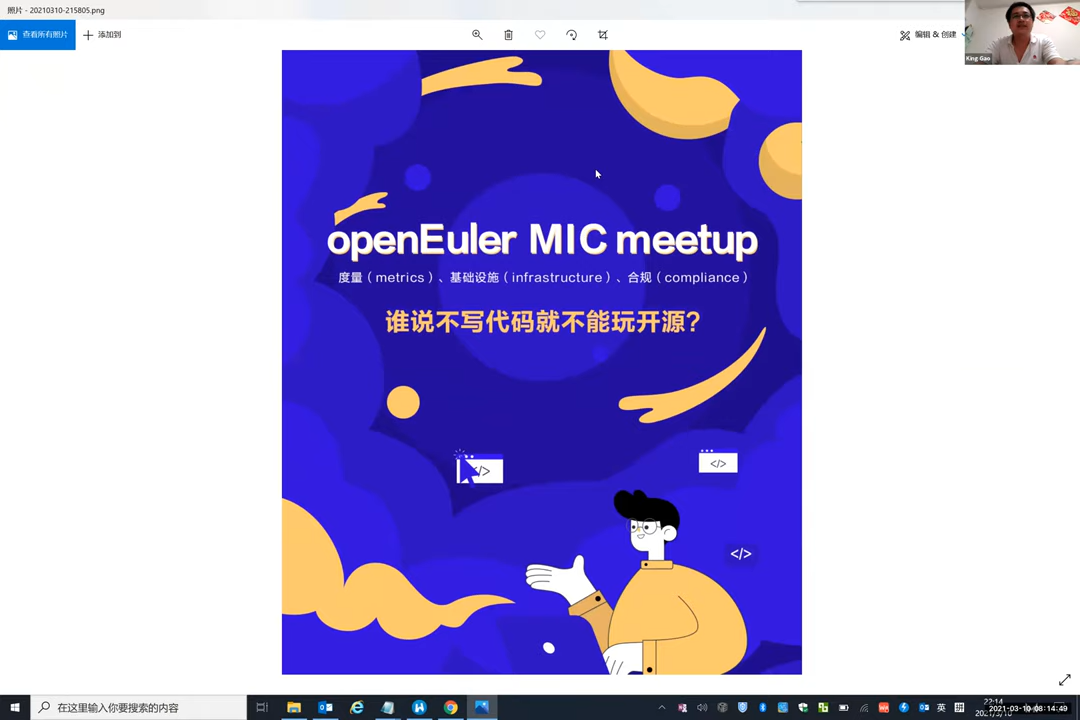 照片 - 20210310-215805.png
查看所有照片
添加到
编辑 & 创建
King Gao
openEuler MIC meetup
度量（metrics）、基础设施（infrastructure）、合规（compliance）
谁说不写代码就不能玩开源？
</>
</>
</>
在这里输入你要搜索的内容
英
22:14
2021-03-10 08:14:49